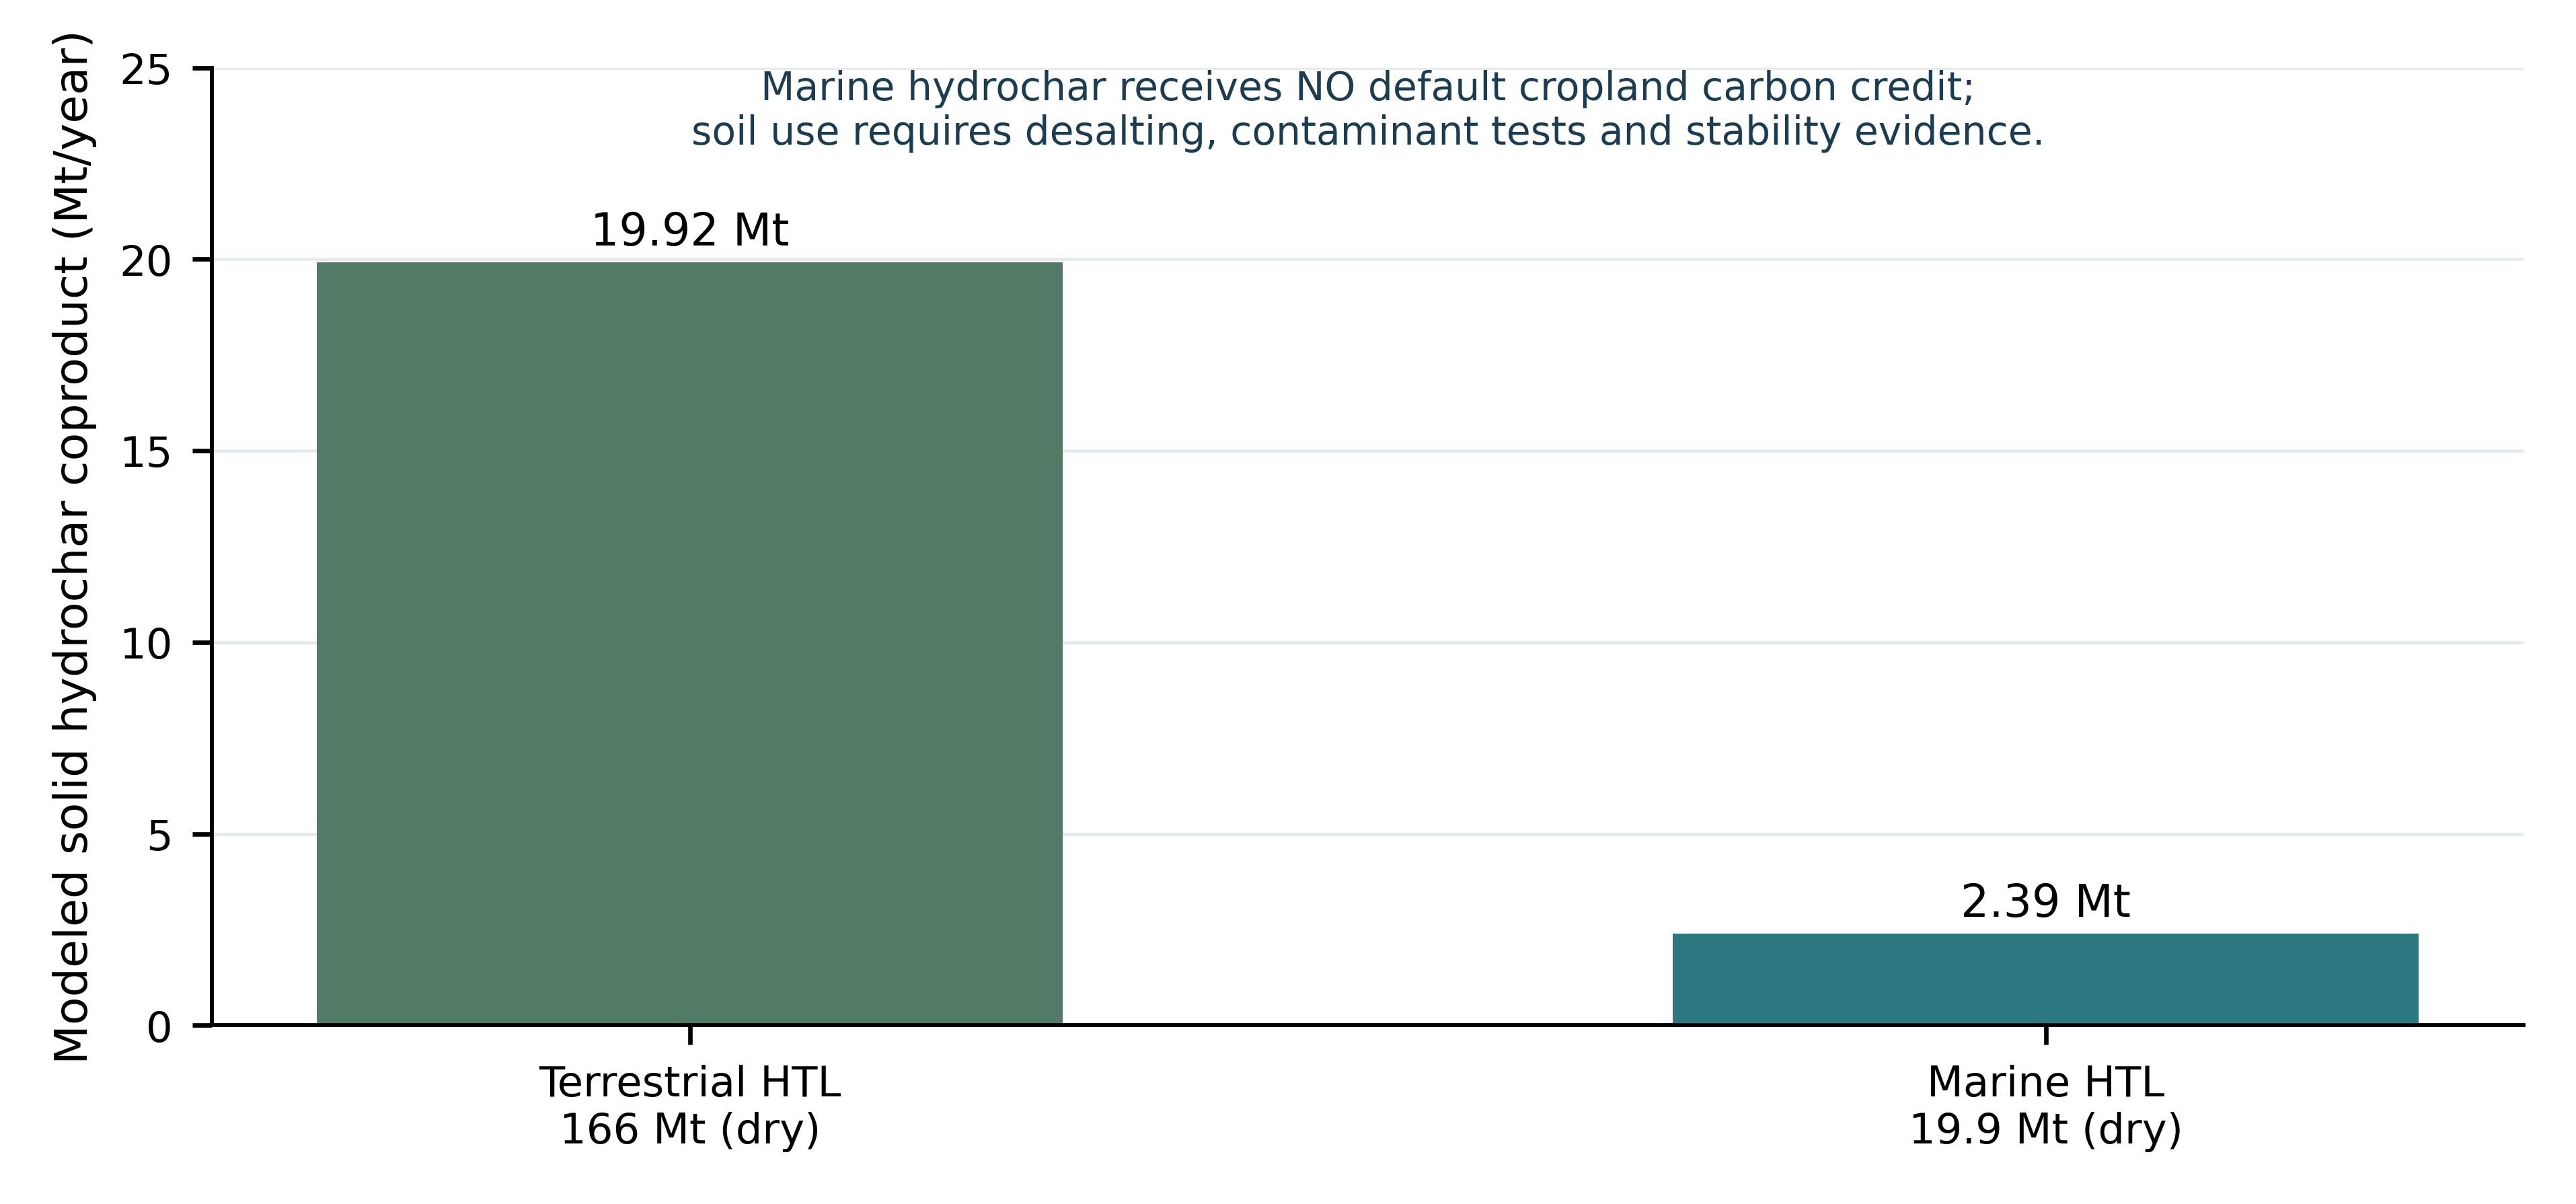 Modeled solid hydrochar coproduct (Mt/year)
25
20
15
10
5
0
Marine hydrochar receives NO default cropland carbon credit;
soil use requires desalting, contaminant tests and stability evidence.
19.92 Mt
2.39 Mt
Terrestrial HTL
166 Mt (dry)
Marine HTL
19.9 Mt (dry)